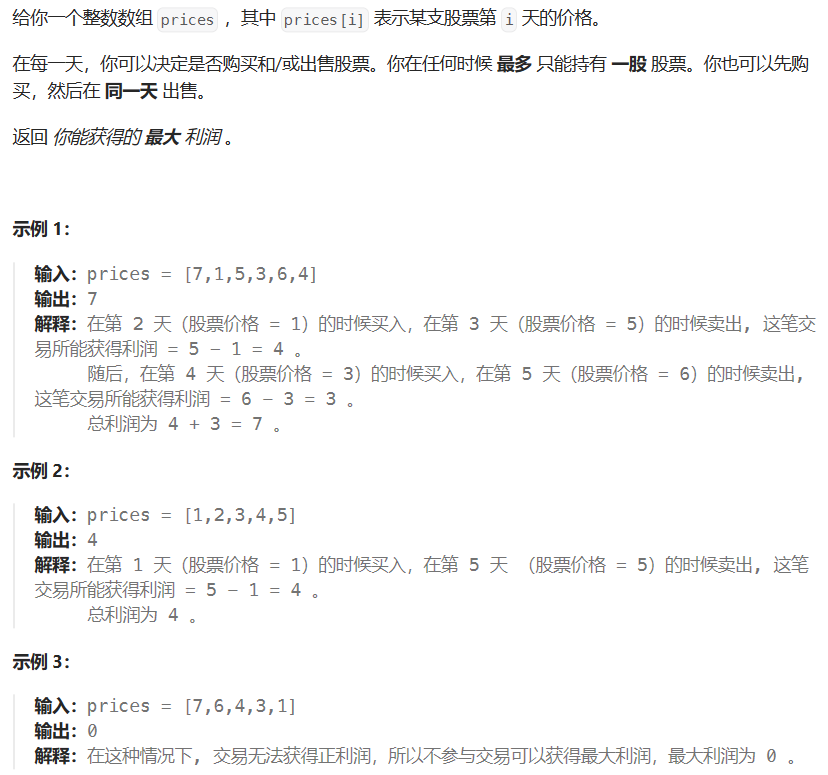 给你一个整数数组 prices ，其中 prices[i] 表示某支股票第 i 天的价格。
在每一天，你可以决定是否购买和/或出售股票。你在任何时候 最多 只能持有 一股 股票。你也可以先购
买，然后在 同一天 出售。
返回 你能获得的 最大 利润 。
示例 1：
输入：prices = [7,1,5,3,6,4]
输出：7
解释：在第 2 天（股票价格 = 1）的时候买入，在第 3 天（股票价格 = 5）的时候卖出, 这笔交
易所能获得利润 = 5 - 1 = 4 。
随后，在第 4 天（股票价格 = 3）的时候买入，在第 5 天（股票价格 = 6）的时候卖出,
这笔交易所能获得利润 = 6 - 3 = 3 。
总利润为 4 + 3 = 7 。
示例 2：
输入：prices = [1,2,3,4,5]
输出：4
解释：在第 1 天（股票价格 = 1）的时候买入，在第 5 天 （股票价格 = 5）的时候卖出, 这笔
交易所能获得利润 = 5 - 1 = 4 。
总利润为 4 。
示例 3：
输入：prices = [7,6,4,3,1]
输出：0
解释：在这种情况下, 交易无法获得正利润，所以不参与交易可以获得最大利润，最大利润为 0 。